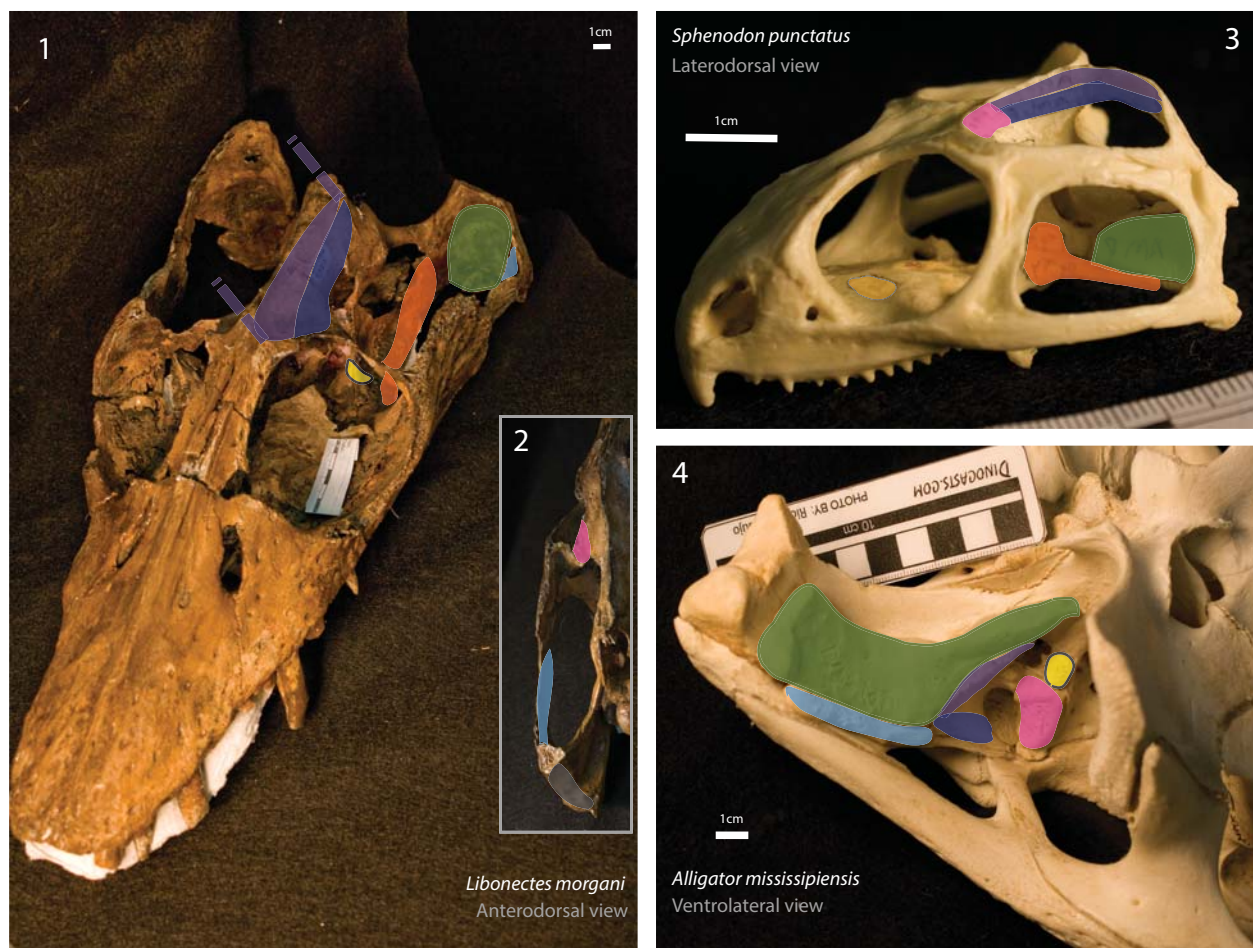 1
1cm
2
Libonectes morgani
Anterodorsal view
Sphenodon punctatus
Laterodorsal view
3
1cm
4
DINOCASTS.COM
PHOTO BY:
10 cm
1cm
Alligator mississipiensis
Ventrolateral view